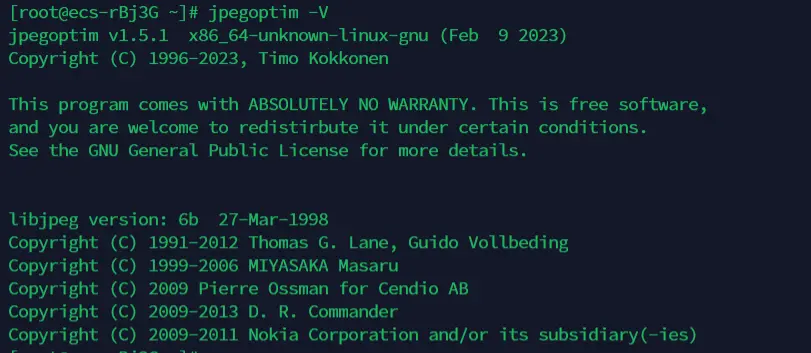 [root@ecs-rBj3G ~]# jpegoptim -V
jpegoptim v1.5.1  x86_64-unknown-linux-gnu (Feb  9 2023)
Copyright (C) 1996-2023, Timo Kokkonen

This program comes with ABSOLUTELY NO WARRANTY. This is free software,
and you are welcome to redistirbute it under certain conditions.
See the GNU General Public License for more details.


libjpeg version: 6b  27-Mar-1998
Copyright (C) 1991-2012 Thomas G. Lane, Guido Vollbeding
Copyright (C) 1999-2006 MIYASAKA Masaru
Copyright (C) 2009 Pierre Ossman for Cendio AB
Copyright (C) 2009-2013 D. R. Commander
Copyright (C) 2009-2011 Nokia Corporation and/or its subsidiary(-ies)
[root@ecs-rBj3G ~]#